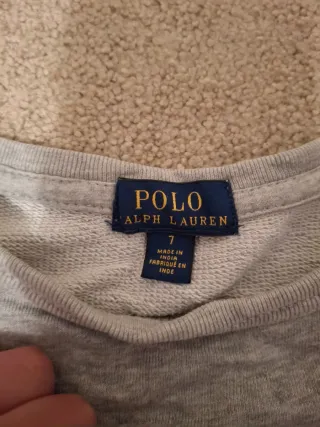 POLO
RALPH LAUREN
7
MADE IN
INDIA
FABRIQUÉ EN
INDE